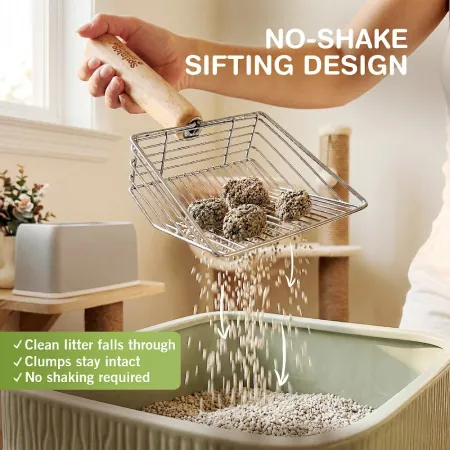 NO-SHAKE
SIFTING DESIGN
✓ Clean litter falls through
✓ Clumps stay intact
✓ No shaking required